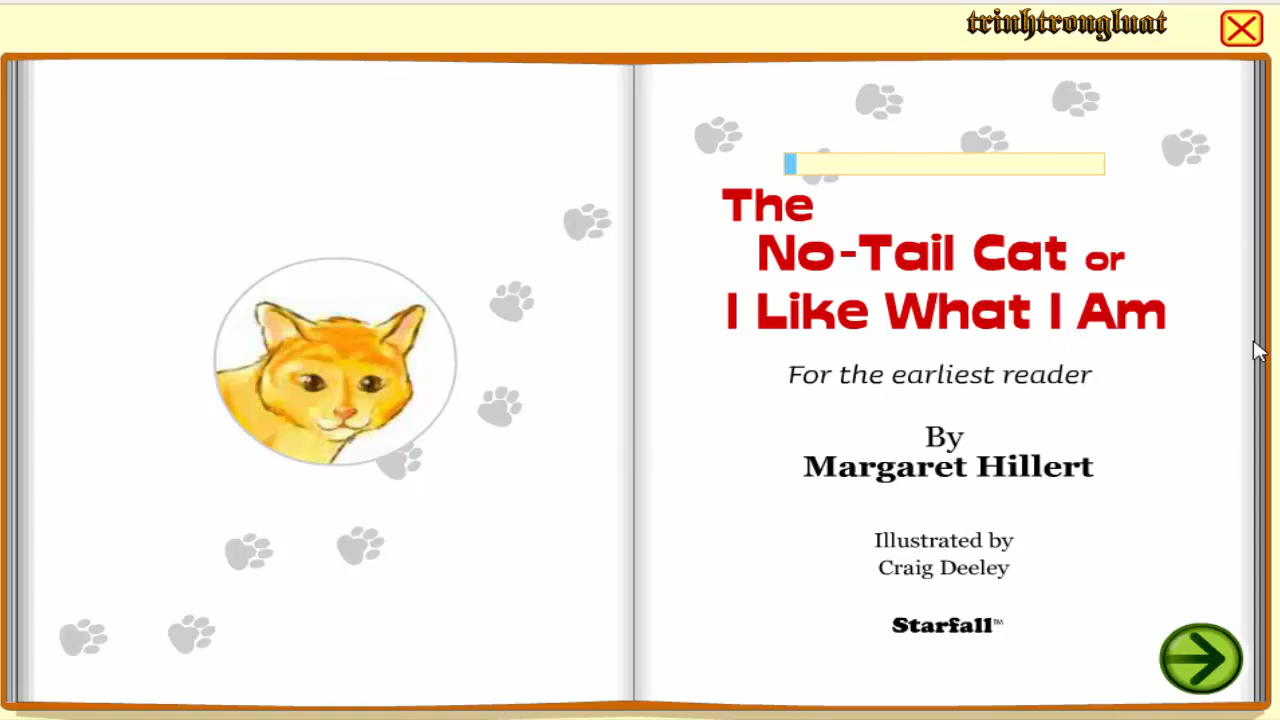 trinhtrongluat
The
No-Tail Cat or
I Like What I Am
For the earliest reader
By
Margaret Hillert
Illustrated by
Craig Deeley
Starfall™